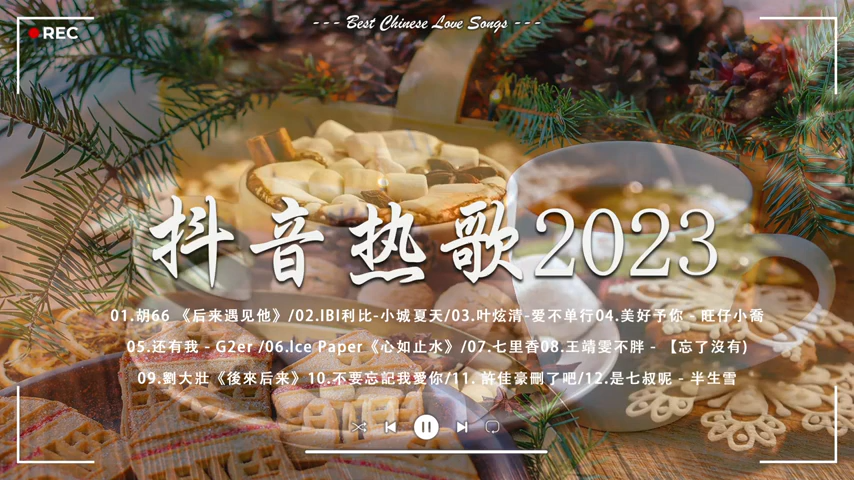 --- Best Chinese Love Songs ---
REC
抖音热歌2023
01.胡66 《后来遇见他》/02.IBI利比-小城夏天/03.叶炫清-爱不单行04.美好予你 - 旺仔小喬
05.还有我 - G2er /06.Ice Paper《心如止水》/07.七里香08.王靖雯不胖 - 【忘了沒有)
09.劉大壯《後來后来》10.不要忘記我愛你/11. 許佳豪刪了吧/12.是七叔呢 - 半生雪